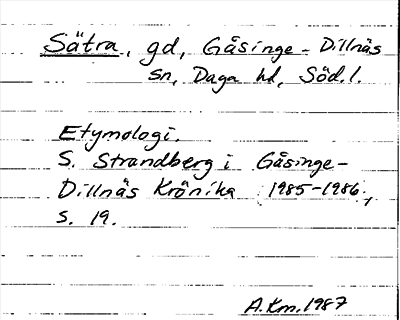 Sätra, gd, Gåsinge-Dillnäs
sn, Daga hd, Söd.l.
Etymologi.
S. Strandberg i Gåsinge-
Dillnäs Krönika 1985-1986,
s. 19.
A.Km.1987